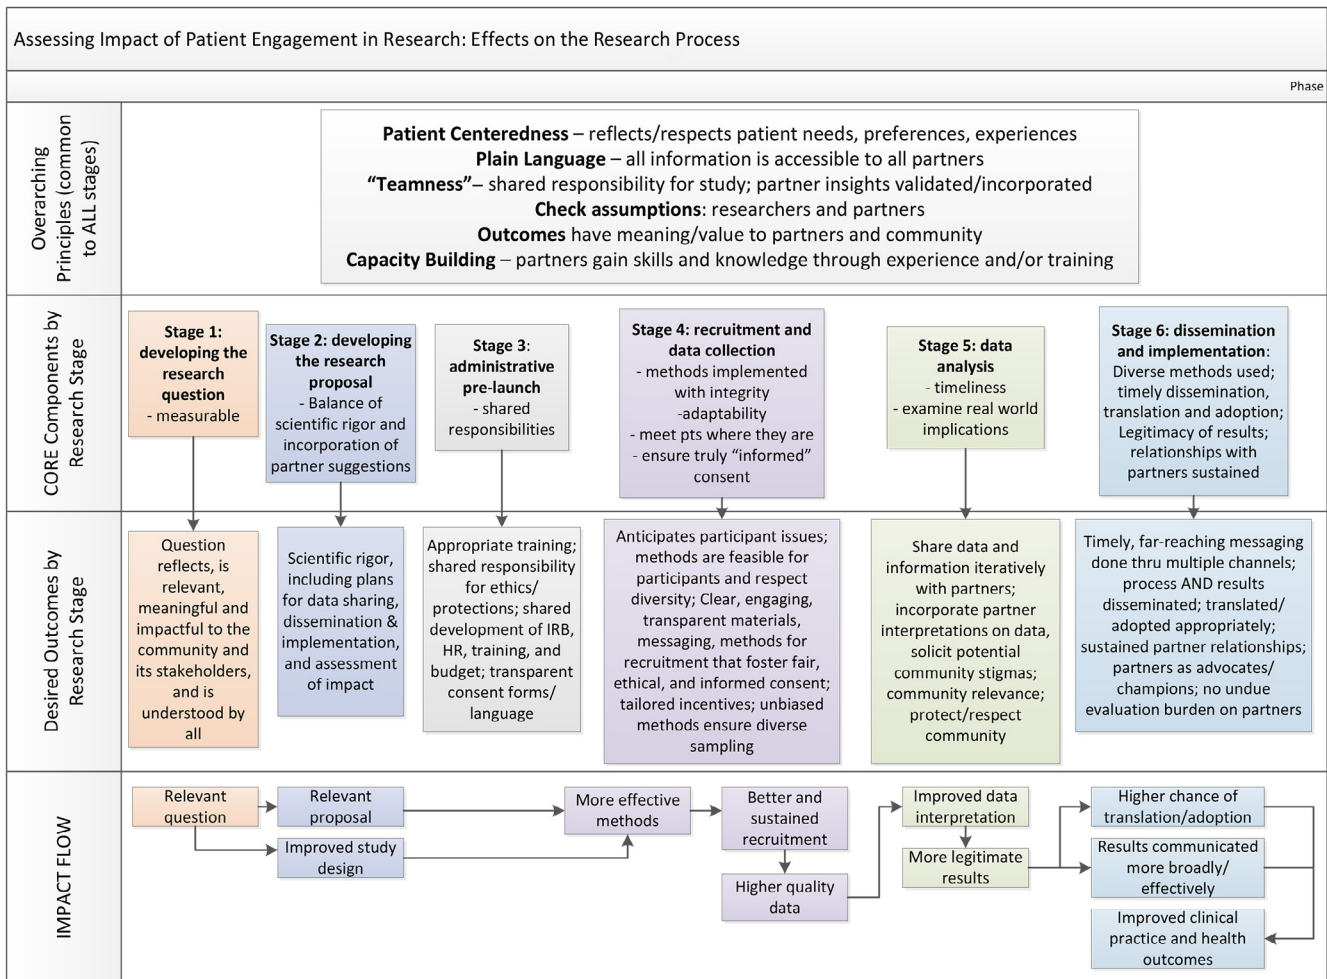 Assessing Impact of Patient Engagement in Research: Effects on the Research Process
Phase
Overarching
Principles (common
to ALL stages)
Patient Centeredness – reflects/respects patient needs, preferences, experiences
Plain Language – all information is accessible to all partners
“Teamness”– shared responsibility for study; partner insights validated/incorporated
Check assumptions: researchers and partners
Outcomes have meaning/value to partners and community
Capacity Building – partners gain skills and knowledge through experience and/or training
CORE Components by
Research Stage
Stage 1:
developing the
research
question
- measurable
Stage 2: developing
the research
proposal
- Balance of
scientific rigor and
incorporation of
partner suggestions
Stage 3:
administrative
pre-launch
- shared
responsibilities
Stage 4: recruitment and
data collection
- methods implemented
with integrity
-adaptability
- meet pts where they are
- ensure truly “informed”
consent
Stage 5: data
analysis
- timeliness
- examine real world
implications
Stage 6: dissemination
and implementation:
Diverse methods used;
timely dissemination,
translation and adoption;
Legitimacy of results;
relationships with
partners sustained
Desired Outcomes by
Research Stage
Question
reflects, is
relevant,
meaningful and
impactful to the
community and
its stakeholders,
and is
understood by
all
Scientific rigor,
including plans
for data sharing,
dissemination &
implementation,
and assessment
of impact
Appropriate training;
shared responsibility
for ethics/
protections; shared
development of IRB,
HR, training, and
budget; transparent
consent forms/
language
Anticipates participant issues;
methods are feasible for
participants and respect
diversity; Clear, engaging,
transparent materials,
messaging, methods for
recruitment that foster fair,
ethical, and informed consent;
tailored incentives; unbiased
methods ensure diverse
sampling
Share data and
information iteratively
with partners;
incorporate partner
interpretations on data,
solicit potential
community stigmas;
community relevance;
protect/respect
community
Timely, far-reaching messaging
done thru multiple channels;
process AND results
disseminated; translated/
adopted appropriately;
sustained partner relationships;
partners as advocates/
champions; no undue
evaluation burden on partners
IMPACT FLOW
Relevant
question
Relevant
proposal
Improved study
design
More effective
methods
Better and
sustained
recruitment
Higher quality
data
Improved data
interpretation
More legitimate
results
Higher chance of
translation/adoption
Results communicated
more broadly/
effectively
Improved clinical
practice and health
outcomes